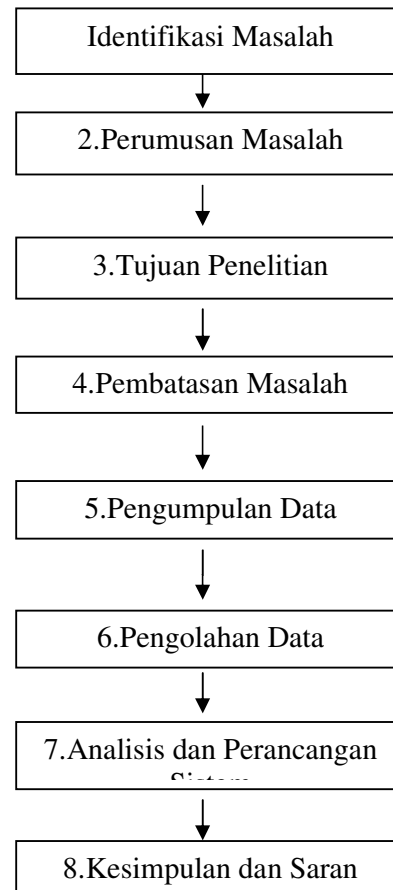 Identifikasi Masalah
2.Perumusan Masalah
3.Tujuan Penelitian
4.Pembatasan Masalah
5.Pengumpulan Data
6.Pengolahan Data
7.Analisis dan Perancangan
8.Kesimpulan dan Saran